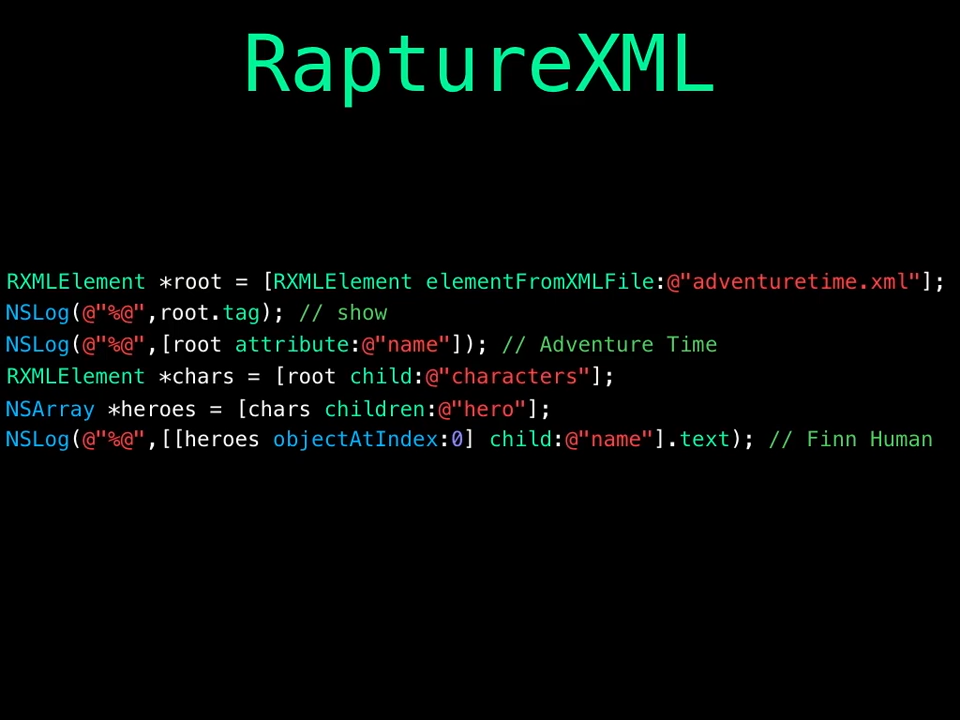 RaptureXML
RXMLElement *root = [RXMLElement elementFromXMLFile:@"adventuretime.xml"];
NSLog(@"%@",root.tag); // show
NSLog(@"%@",[root attribute:@"name"]); // Adventure Time
RXMLElement *chars = [root child:@"characters"];
NSArray *heroes = [chars children:@"hero"];
NSLog(@"%@",[[heroes objectAtIndex:0] child:@"name"].text); // Finn Human